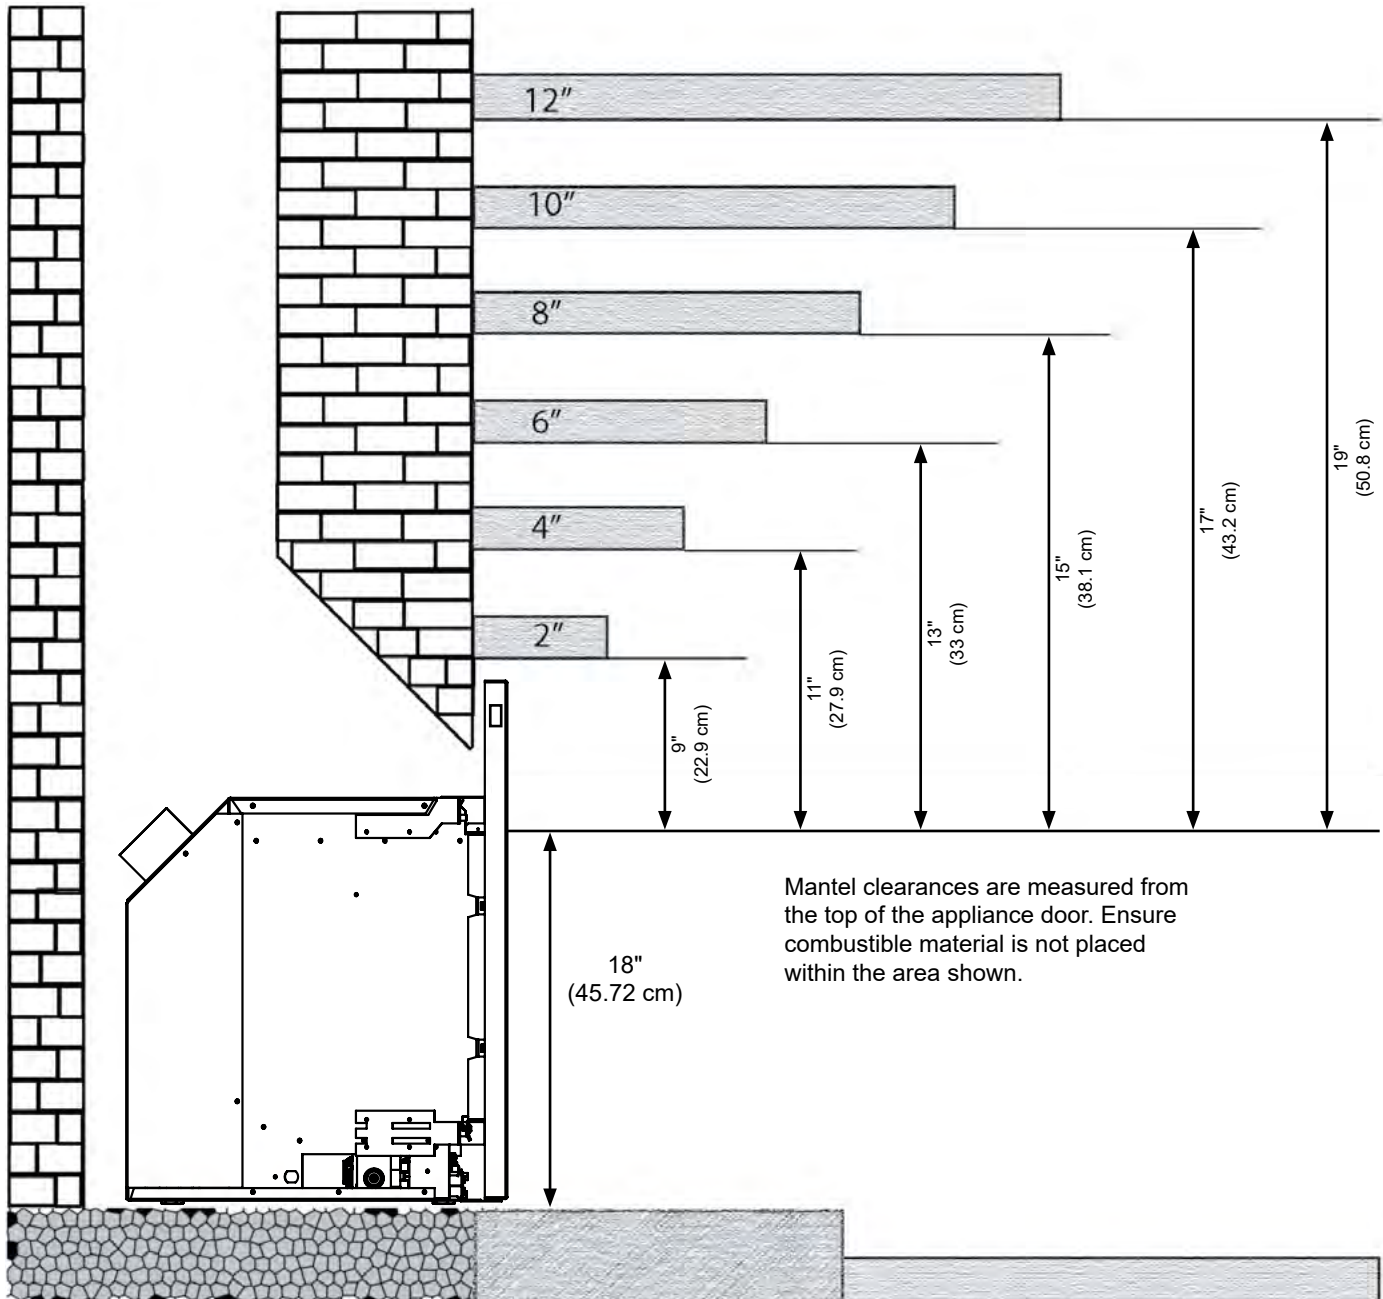 12"
10"
8"
6"
4"
2"
19"
(50.8 cm)
17"
(43.2 cm)
15"
(38.1 cm)
13"
(33 cm)
11"
(27.9 cm)
9"
(22.9 cm)
Mantel clearances are measured from
the top of the appliance door. Ensure
combustible material is not placed
within the area shown.
18"
(45.72 cm)